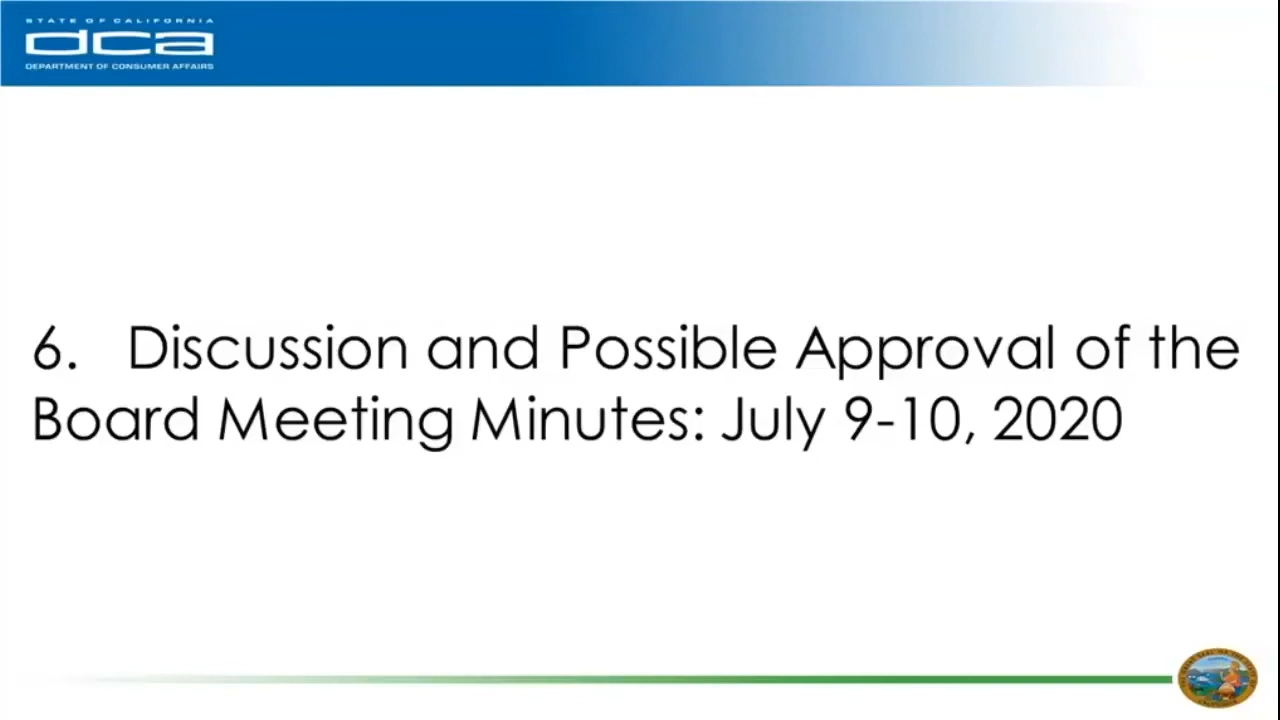 STATE OF CALIFORNIA
dca
DEPARTMENT OF CONSUMER AFFAIRS
6. Discussion and Possible Approval of the
Board Meeting Minutes: July 9-10, 2020